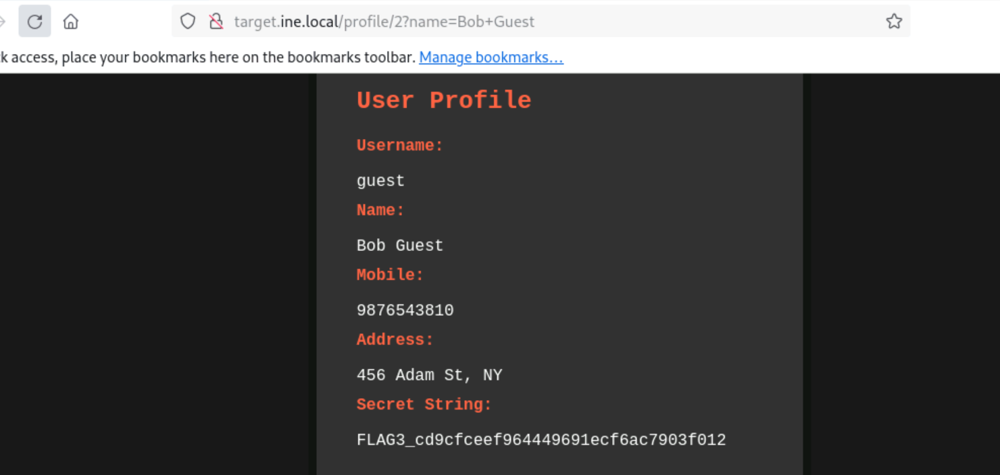 target.ine.local/profile/2?name=Bob+Guest
ck access, place your bookmarks here on the bookmarks toolbar. Manage bookmarks…
User Profile
Username:
guest
Name:
Bob Guest
Mobile:
9876543810
Address:
456 Adam St, NY
Secret String:
FLAG3_cd9cfceef964449691ecf6ac7903f012